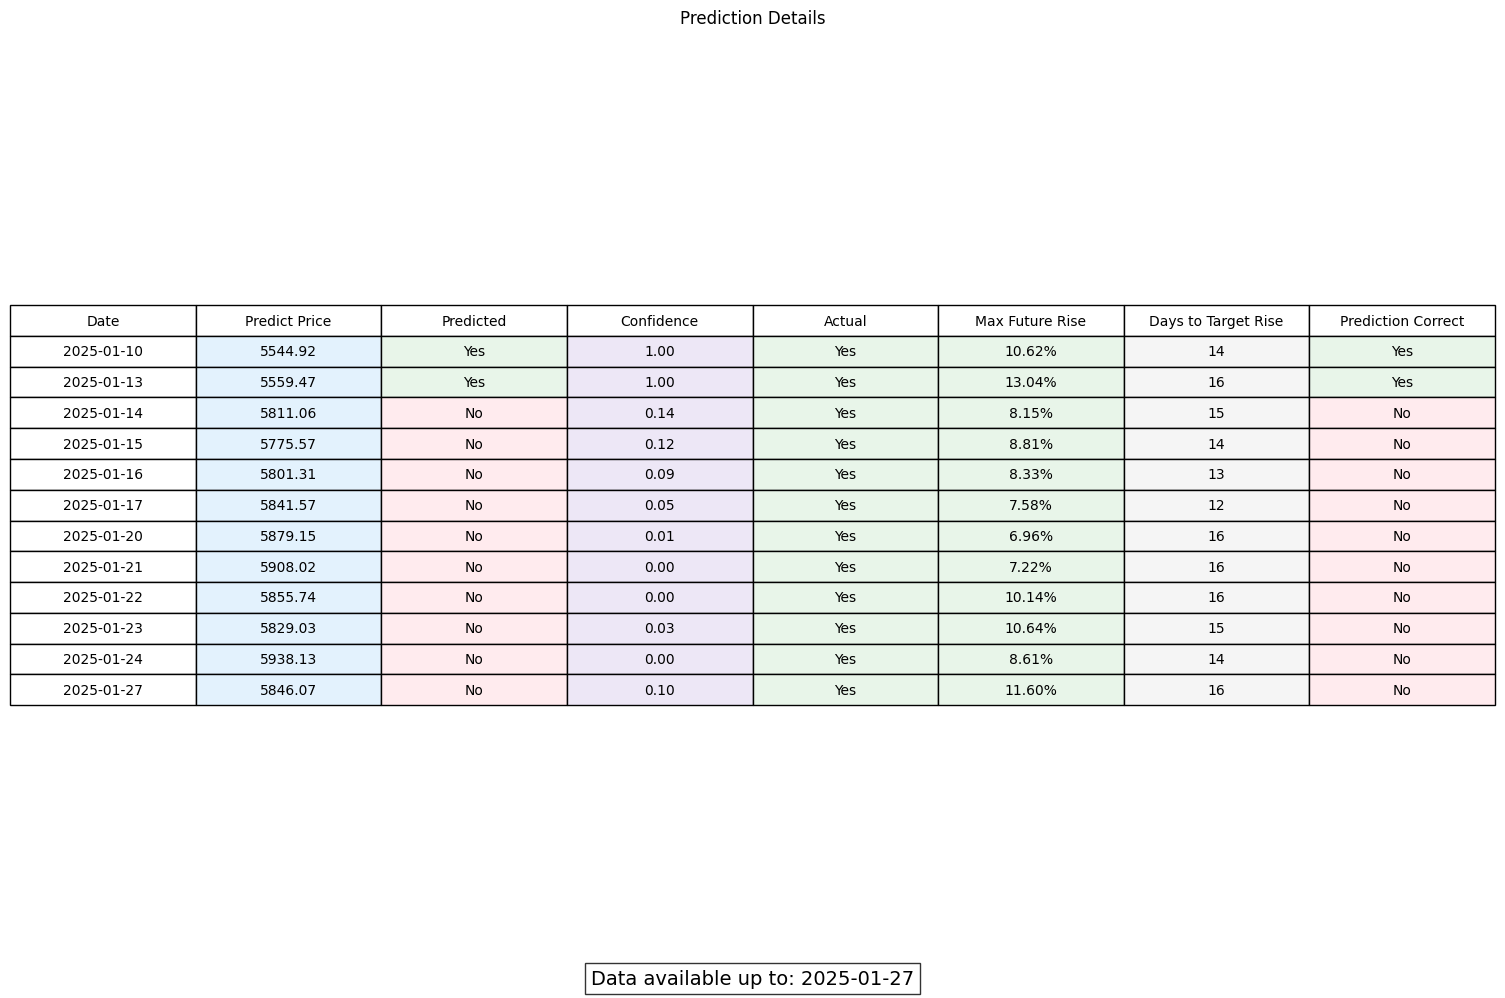 Prediction Details
Date Predict Price Predicted Confidence Actual Max Future Rise Days to Target Rise Prediction Correct
2025-01-10 5544.92 Yes 1.00 Yes 10.62% 14 Yes
2025-01-13 5559.47 Yes 1.00 Yes 13.04% 16 Yes
2025-01-14 5811.06 No 0.14 Yes 8.15% 15 No
2025-01-15 5775.57 No 0.12 Yes 8.81% 14 No
2025-01-16 5801.31 No 0.09 Yes 8.33% 13 No
2025-01-17 5841.57 No 0.05 Yes 7.58% 12 No
2025-01-20 5879.15 No 0.01 Yes 6.96% 16 No
2025-01-21 5908.02 No 0.00 Yes 7.22% 16 No
2025-01-22 5855.74 No 0.00 Yes 10.14% 16 No
2025-01-23 5829.03 No 0.03 Yes 10.64% 15 No
2025-01-24 5938.13 No 0.00 Yes 8.61% 14 No
2025-01-27 5846.07 No 0.10 Yes 11.60% 16 No
Data available up to: 2025-01-27